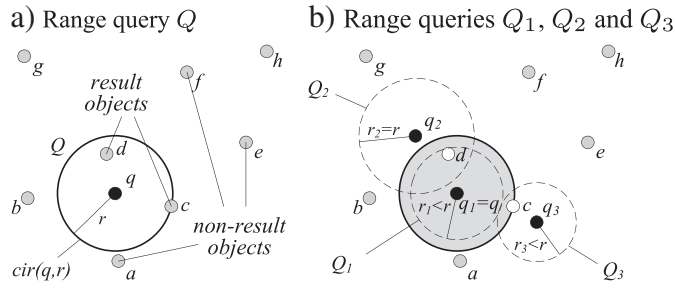 a) Range query Q
b) Range queries Q₁, Q₂ and Q₃
g
h
result
objects
f
Q
d
e
q
b
r
c
non-result
objects
cir(q,r)
a
g
h
Q₂
f
r₂=r
q₂
d
e
b
r₁<r
q₁=q
c
q₃
r₃<r
Q₁
a
Q₃